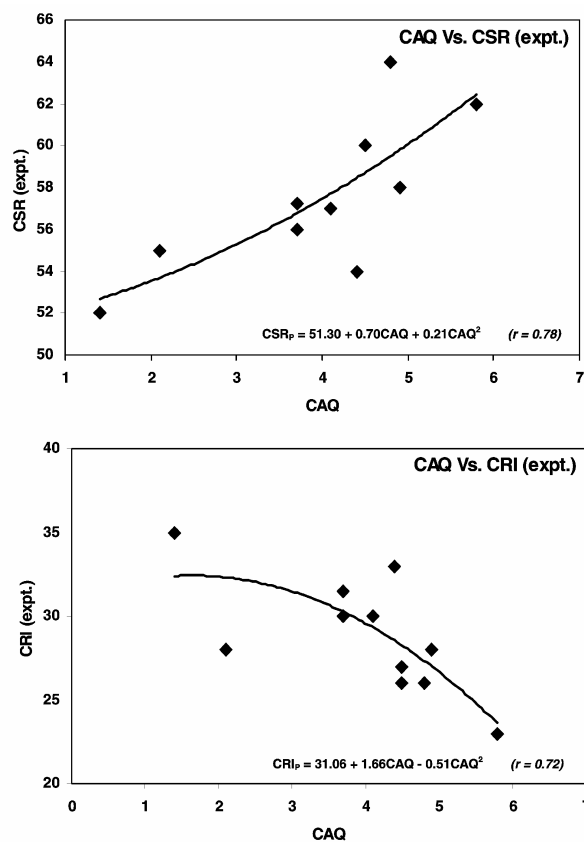 CAQ Vs. CSR (expt.)
66
64
62
60
58
56
54
52
50
CSR (expt.)
CSRₚ = 51.30 + 0.70CAQ + 0.21CAQ² (r = 0.78)
1 2 3 4 5 6 7
CAQ
CAQ Vs. CRI (expt.)
40
35
30
25
20
CRI (expt.)
CRIₚ = 31.06 + 1.66CAQ - 0.51CAQ² (r = 0.72)
0 1 2 3 4 5 6
CAQ